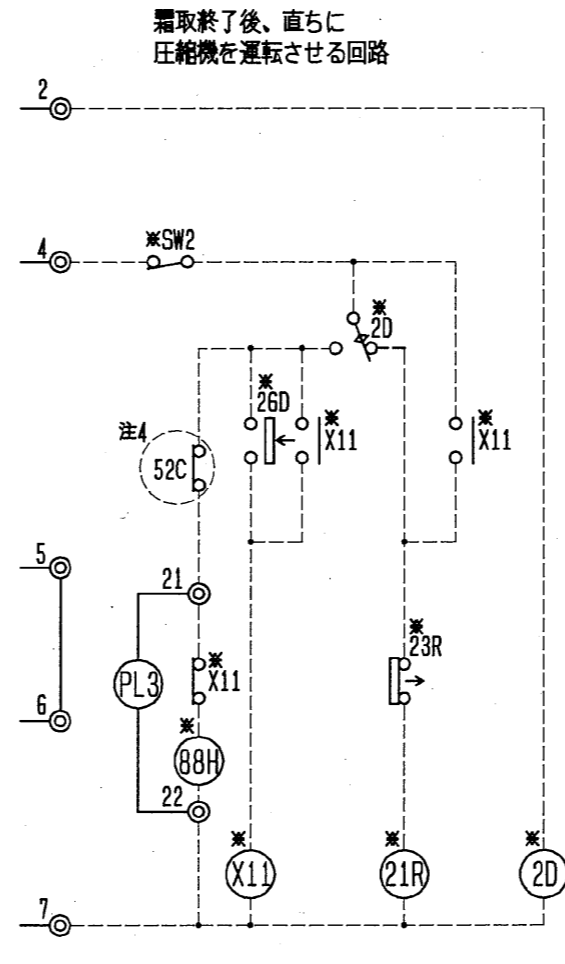 霜取終了後、直ちに
圧縮機を運転させる回路
2
4
※SW2
※
2D
※
26D
※
X11
※
X11
注4
52C
5
21
※
23R
※
X11
PL3
6
※
88H
22
※
X11
※
21R
※
2D
7